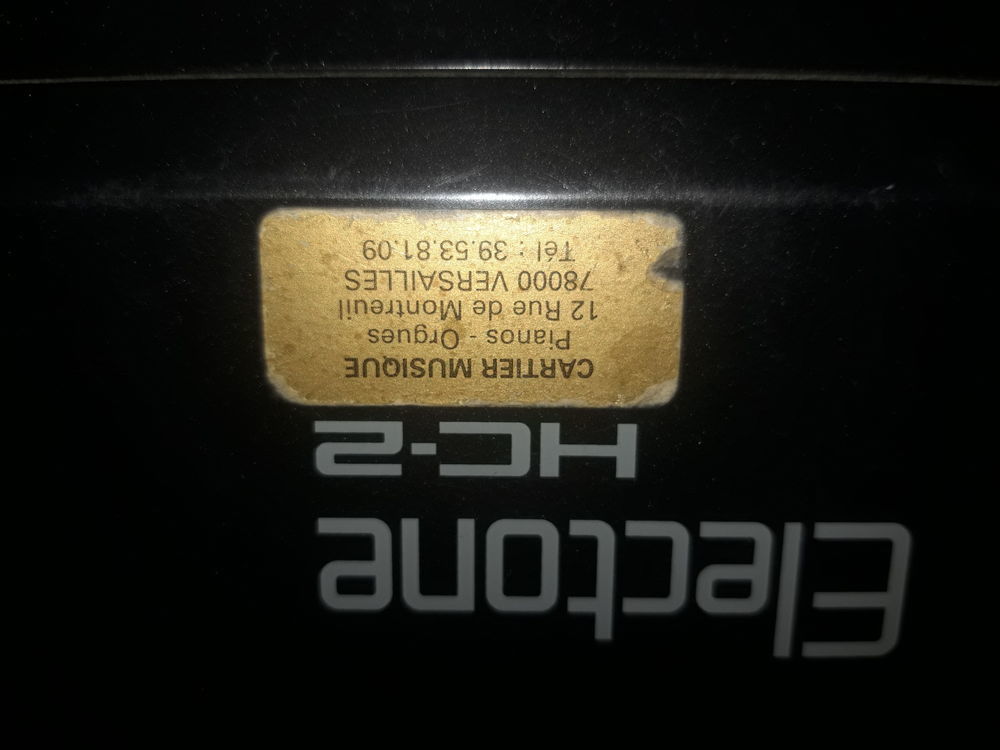 Electone
HC-2
CARTIER MUSIQUE
Pianos - Orgues
12 Rue de Montreuil
78000 VERSAILLES
Tél : 39.53.81.09